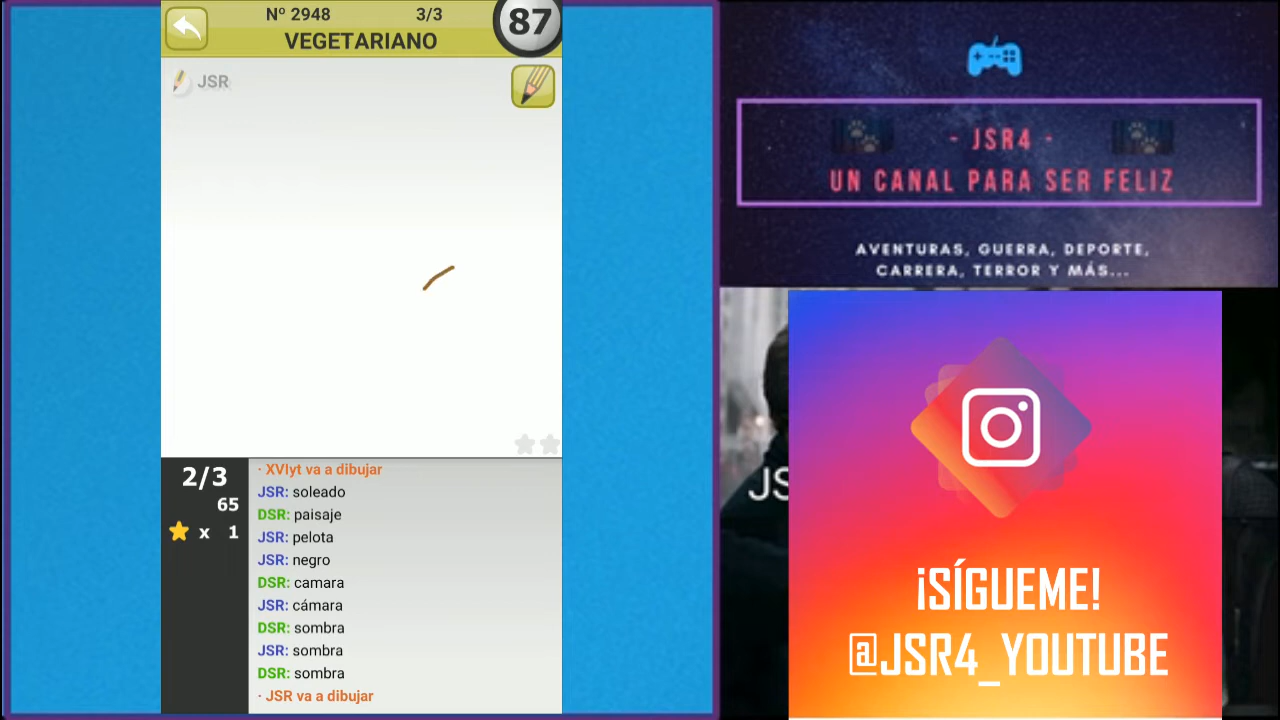 Nº 2948 3/3 87
VEGETARIANO
JSR
2/3
65
x 1
· XVIyt va a dibujar
JSR: soleado
DSR: paisaje
JSR: pelota
JSR: negro
DSR: camara
JSR: cámara
DSR: sombra
JSR: sombra
DSR: sombra
· JSR va a dibujar
- JSR4 -
UN CANAL PARA SER FELIZ
AVENTURAS, GUERRA, DEPORTE,
CARRERA, TERROR Y MÁS...
JS
¡SÍGUEME!
@JSR4_YOUTUBE